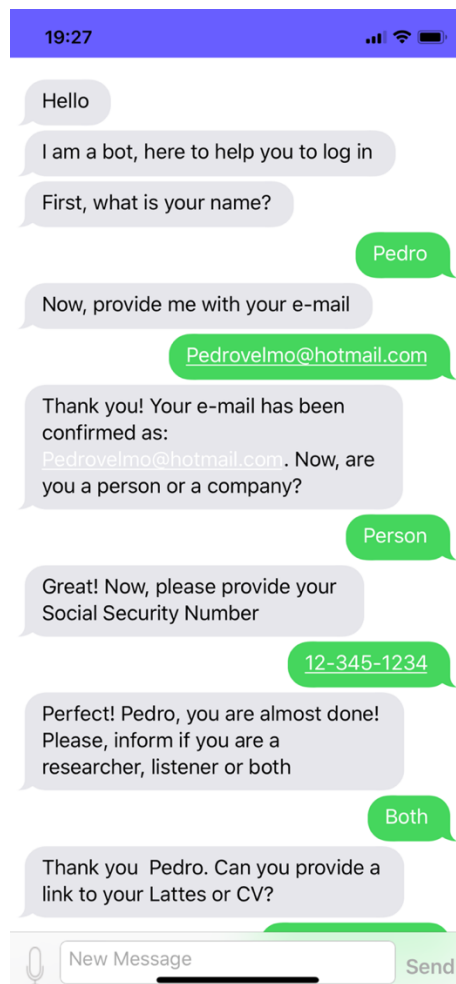 19:27
Hello
I am a bot, here to help you to log in
First, what is your name?
Pedro
Now, provide me with your e-mail
Pedrovelmo@hotmail.com
Thank you! Your e-mail has been
confirmed as:
Pedrovelmo@hotmail.com. Now, are
you a person or a company?
Person
Great! Now, please provide your
Social Security Number
12-345-1234
Perfect! Pedro, you are almost done!
Please, inform if you are a
researcher, listener or both
Both
Thank you  Pedro. Can you provide a
link to your Lattes or CV?
New Message
Send